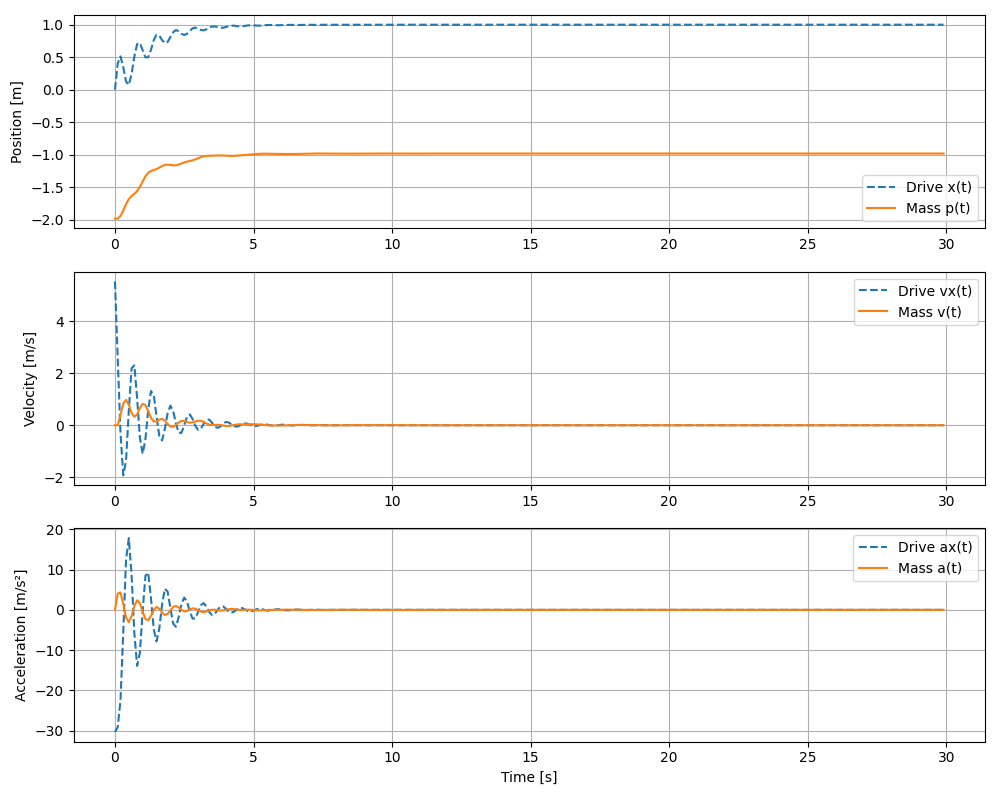 1.0
0.5
0.0
−0.5
−1.0
−1.5
−2.0
Position [m]
Drive x(t)
Mass p(t)
0 5 10 15 20 25 30
4
2
0
−2
Velocity [m/s]
Drive vx(t)
Mass v(t)
0 5 10 15 20 25 30
20
10
0
−10
−20
−30
Acceleration [m/s²]
Drive ax(t)
Mass a(t)
0 5 10 15 20 25 30
Time [s]